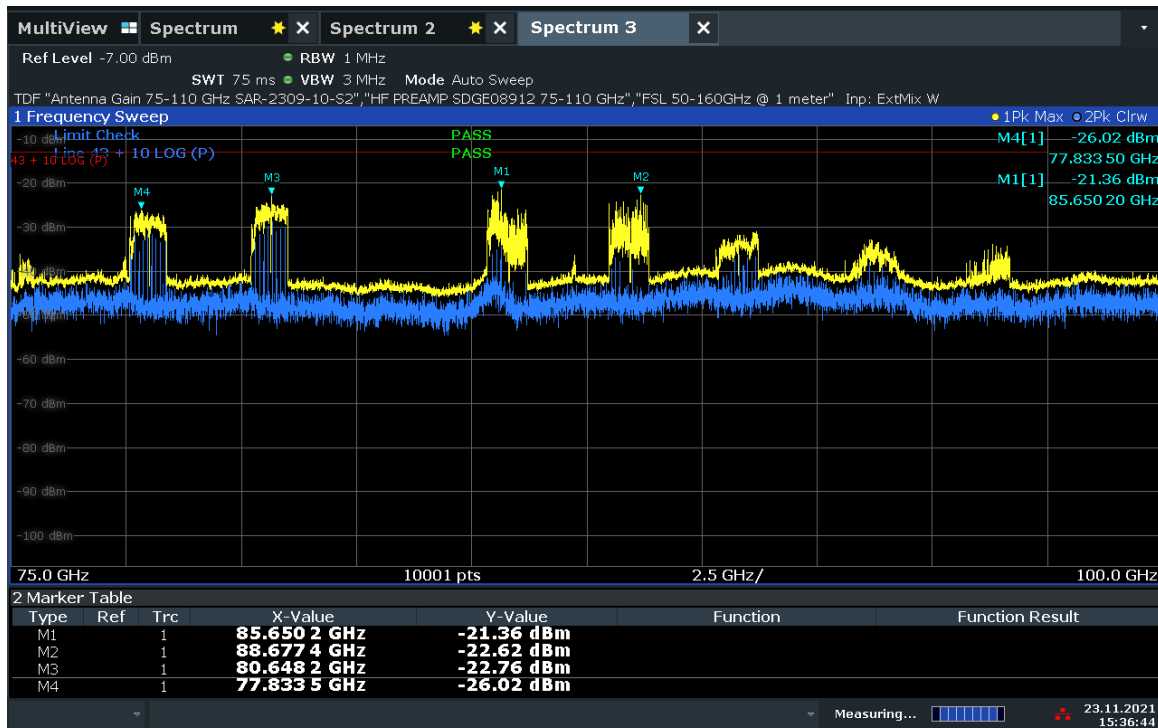 MultiView Spectrum Spectrum 2 Spectrum 3
Ref Level -7.00 dBm RBW 1 MHz
SWT 75 ms VBW 3 MHz Mode Auto Sweep
TDF "Antenna Gain 75-110 GHz SAR-2309-10-S2","HF PREAMP SDGE08912 75-110 GHz","FSL 50-160GHz @ 1 meter" Inp: ExtMix W
1 Frequency Sweep 1Pk Max 2Pk Clrw
Limit Check PASS
Line 43 + 10 LOG (P) PASS
43 + 10 LOG (P)
M4[1] -26.02 dBm
77.833 50 GHz
M1[1] -21.36 dBm
85.650 20 GHz
-10 dBm
-20 dBm
-30 dBm
-60 dBm
-70 dBm
-80 dBm
-90 dBm
-100 dBm
M4 M3 M1 M2
75.0 GHz 10001 pts 2.5 GHz/ 100.0 GHz
2 Marker Table
Type Ref Trc X-Value Y-Value Function Function Result
M1 1 85.650 2 GHz -21.36 dBm
M2 1 88.677 4 GHz -22.62 dBm
M3 1 80.648 2 GHz -22.76 dBm
M4 1 77.833 5 GHz -26.02 dBm
Measuring... 23.11.2021
15:36:44